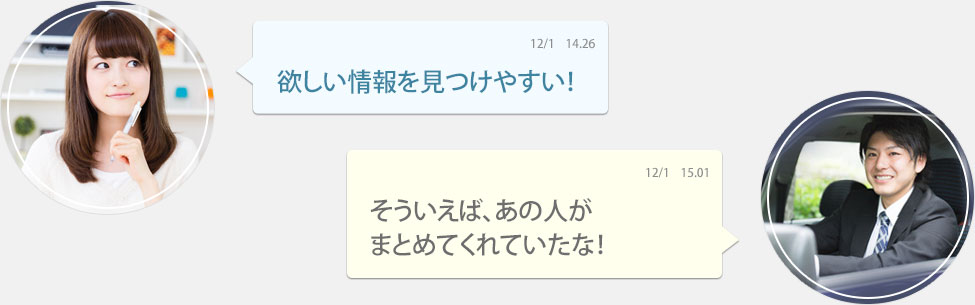 12/1 14.26
欲しい情報を見つけやすい!
12/1 15.01
そういえば、あの人が
まとめてくれていたな!